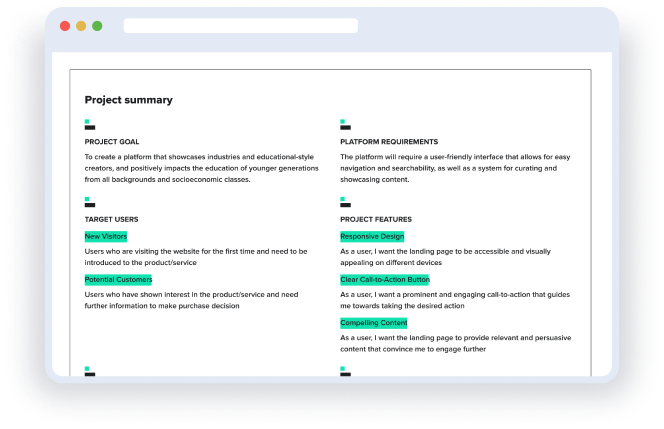 Project summary
PROJECT GOAL
To create a platform that showcases industries and educational-style
creators, and positively impacts the education of younger generations
from all backgrounds and socioeconomic classes.
PLATFORM REQUIREMENTS
The platform will require a user-friendly interface that allows for easy
navigation and searchability, as well as a system for curating and
showcasing content.
TARGET USERS
New Visitors
Users who are visiting the website for the first time and need to be
introduced to the product/service
Potential Customers
Users who have shown interest in the product/service and need
further information to make purchase decision
PROJECT FEATURES
Responsive Design
As a user, I want the landing page to be accessible and visually
appealing on different devices
Clear Call-to-Action Button
As a user, I want a prominent and engaging call-to-action that guides
me towards taking the desired action
Compelling Content
As a user, I want the landing page to provide relevant and persuasive
content that convince me to engage further